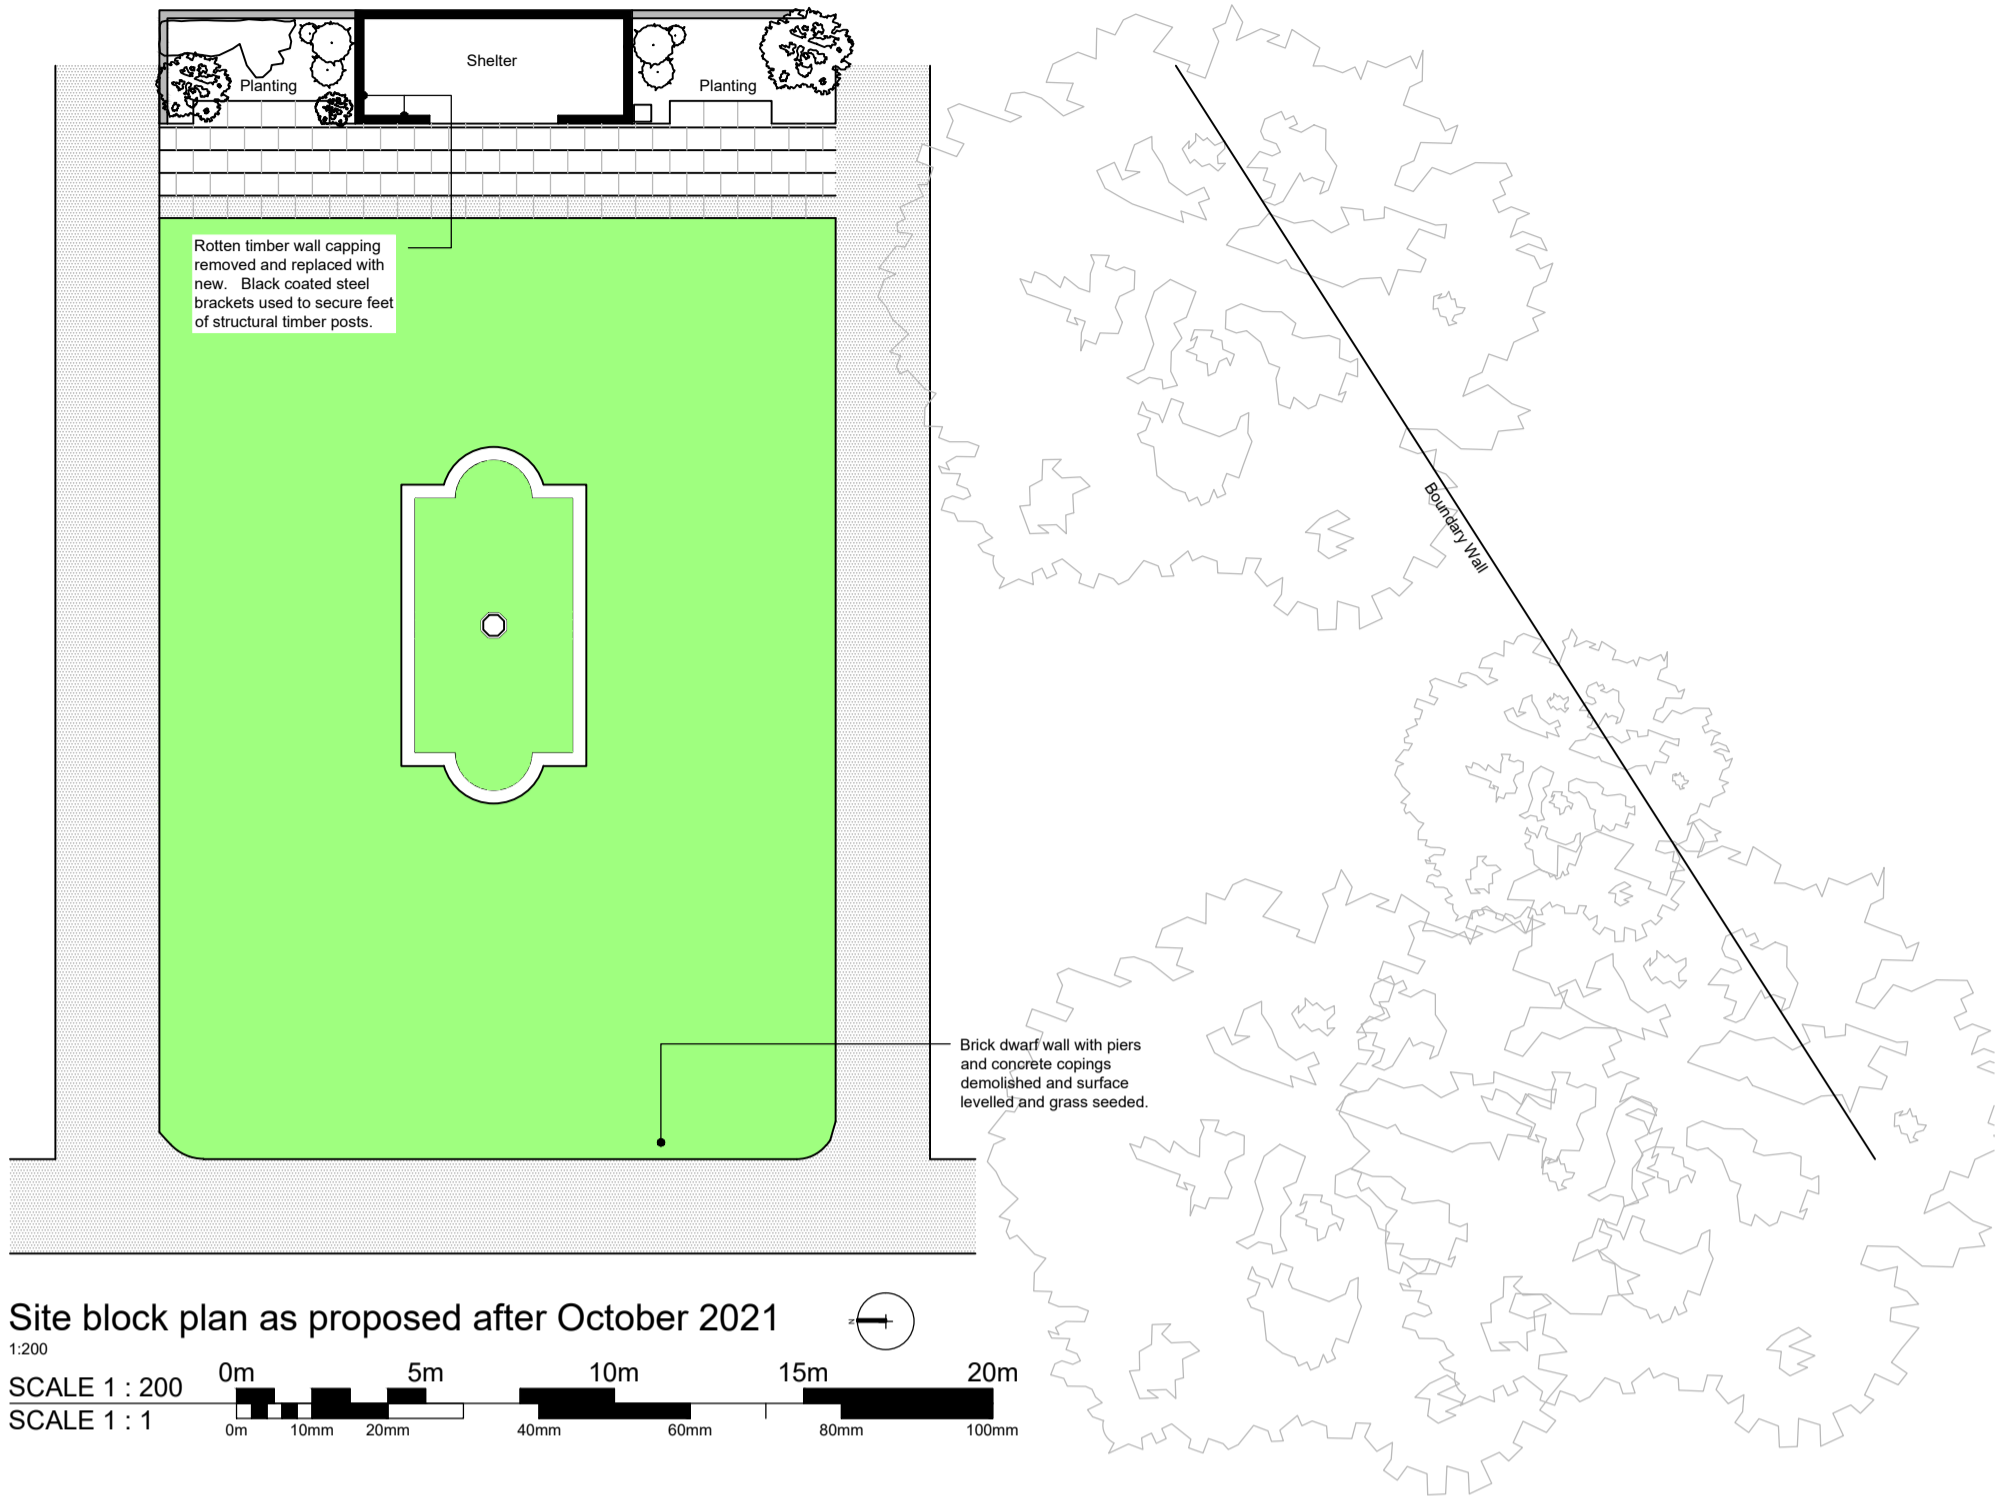 Shelter
Planting
Planting
Rotten timber wall capping
removed and replaced with
new. Black coated steel
brackets used to secure feet
of structural timber posts.
Boundary Wall
Brick dwarf wall with piers
and concrete copings
demolished and surface
levelled and grass seeded.
Site block plan as proposed after October 2021
N
1:200
0m 5m 10m 15m 20m
SCALE 1 : 200
SCALE 1 : 1
0m 10mm 20mm 40mm 60mm 80mm 100mm